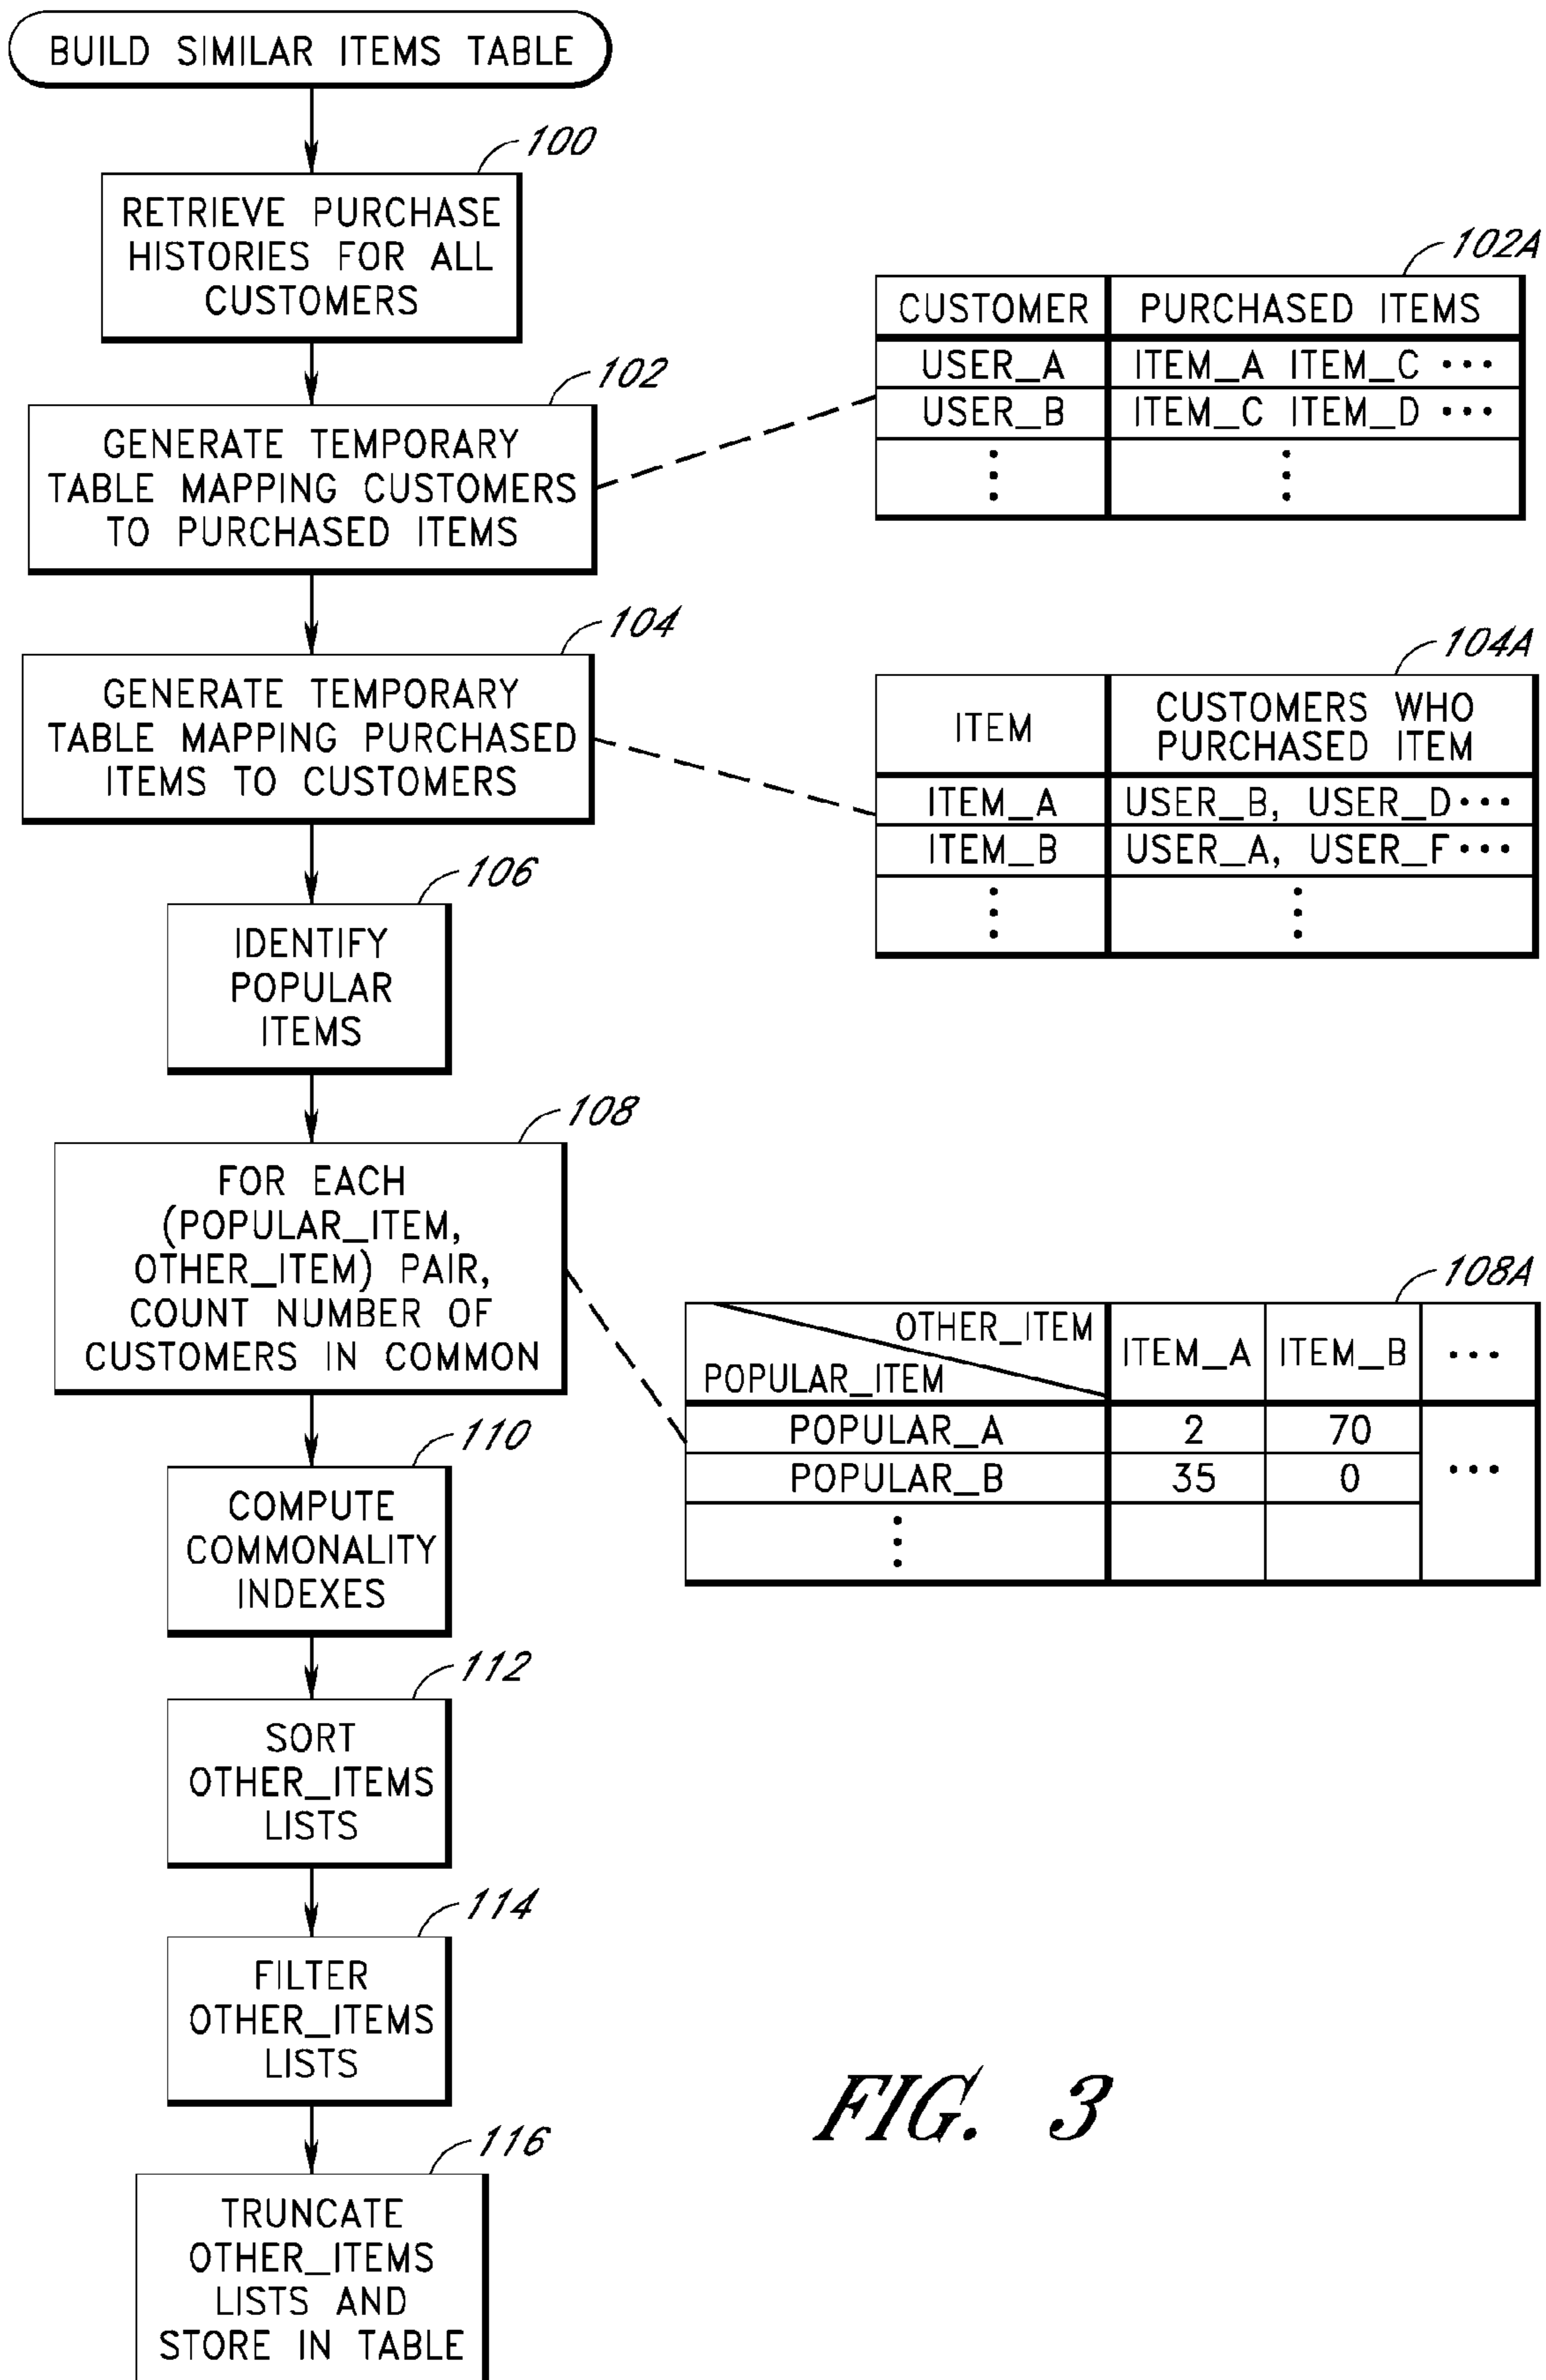 BUILD SIMILAR ITEMS TABLE
100
RETRIEVE PURCHASE
HISTORIES FOR ALL
CUSTOMERS
102
GENERATE TEMPORARY
TABLE MAPPING CUSTOMERS
TO PURCHASED ITEMS
102A
CUSTOMER PURCHASED ITEMS
USER_A ITEM_A ITEM_C •••
USER_B ITEM_C ITEM_D •••
104
GENERATE TEMPORARY
TABLE MAPPING PURCHASED
ITEMS TO CUSTOMERS
104A
ITEM
CUSTOMERS WHO
PURCHASED ITEM
ITEM_A USER_B, USER_D•••
ITEM_B USER_A, USER_F•••
106
IDENTIFY
POPULAR
ITEMS
108
FOR EACH
(POPULAR_ITEM,
OTHER_ITEM) PAIR,
COUNT NUMBER OF
CUSTOMERS IN COMMON
108A
OTHER_ITEM
POPULAR_ITEM
ITEM_A ITEM_B •••
POPULAR_A 2 70
POPULAR_B 35 0
•••
110
COMPUTE
COMMONALITY
INDEXES
112
SORT
OTHER_ITEMS
LISTS
114
FILTER
OTHER_ITEMS
LISTS
116
TRUNCATE
OTHER_ITEMS
LISTS AND
STORE IN TABLE
FIG. 3